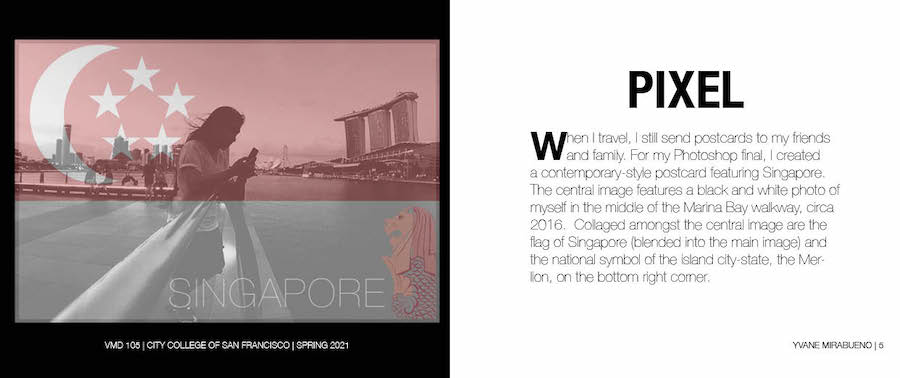 SINGAPORE
VMD 105 | CITY COLLEGE OF SAN FRANCISCO | SPRING 2021
PIXEL
When I travel, I still send postcards to my friends
and family. For my Photoshop final, I created
a contemporary-style postcard featuring Singapore.
The central image features a black and white photo of
myself in the middle of the Marina Bay walkway, circa
2016.  Collaged amongst the central image are the
flag of Singapore (blended into the main image) and
the national symbol of the island city-state, the Mer-
lion, on the bottom right corner.
YVANE MIRABUENO | 5